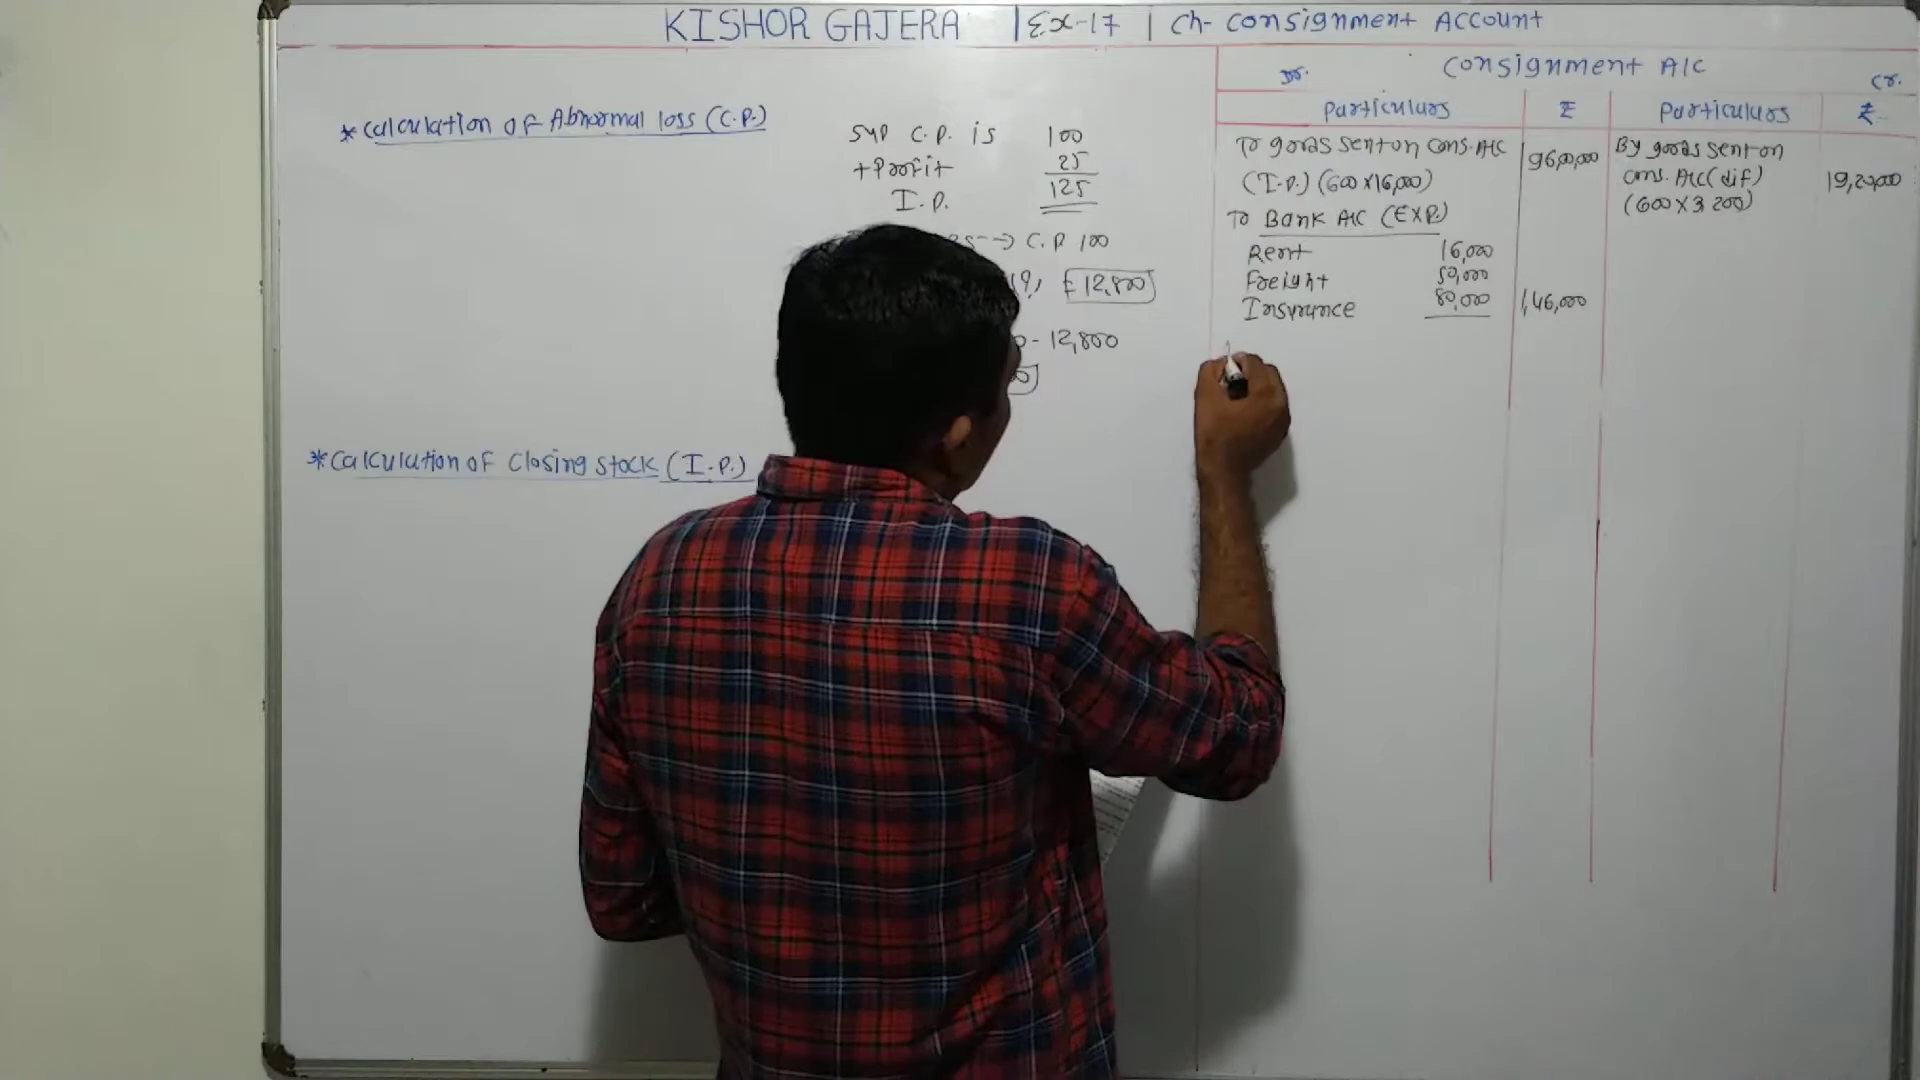 KISHOR GAJERA | Ex-17 | Ch- Consignment Account
* Calculation of Abnormal loss (C.P.)
Sup C.P. is 100
+Profit 25
I.P. 125
→ C.P 100
12,800
- 12,800
* Calculation of Closing stock (I.P.)
Consignment A/C
Dr. Cr.
Particulars ₹ Particulars ₹
To goods sent on cons. A/C
(I.P.) (600 x 16,000) 96,00,000
To Bank A/C (EXP.)
Rent 16,000
Freight 50,000
Insurance 80,000 1,46,000
By goods sent on
cons. A/C (dif) 19,20,000
(600 x 3,200)